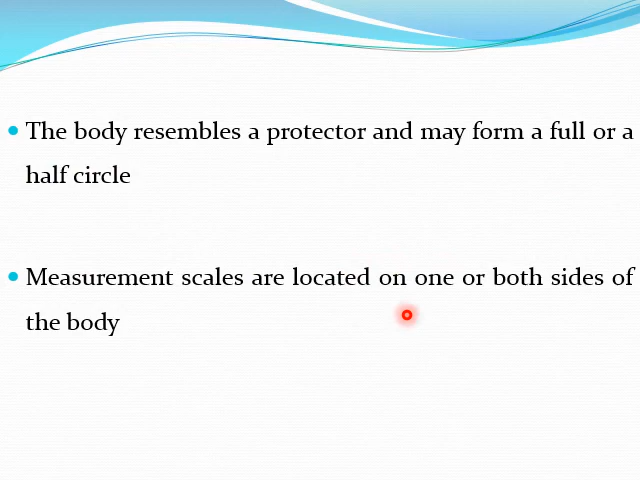 The body resembles a protector and may form a full or a
half circle
Measurement scales are located on one or both sides of
the body